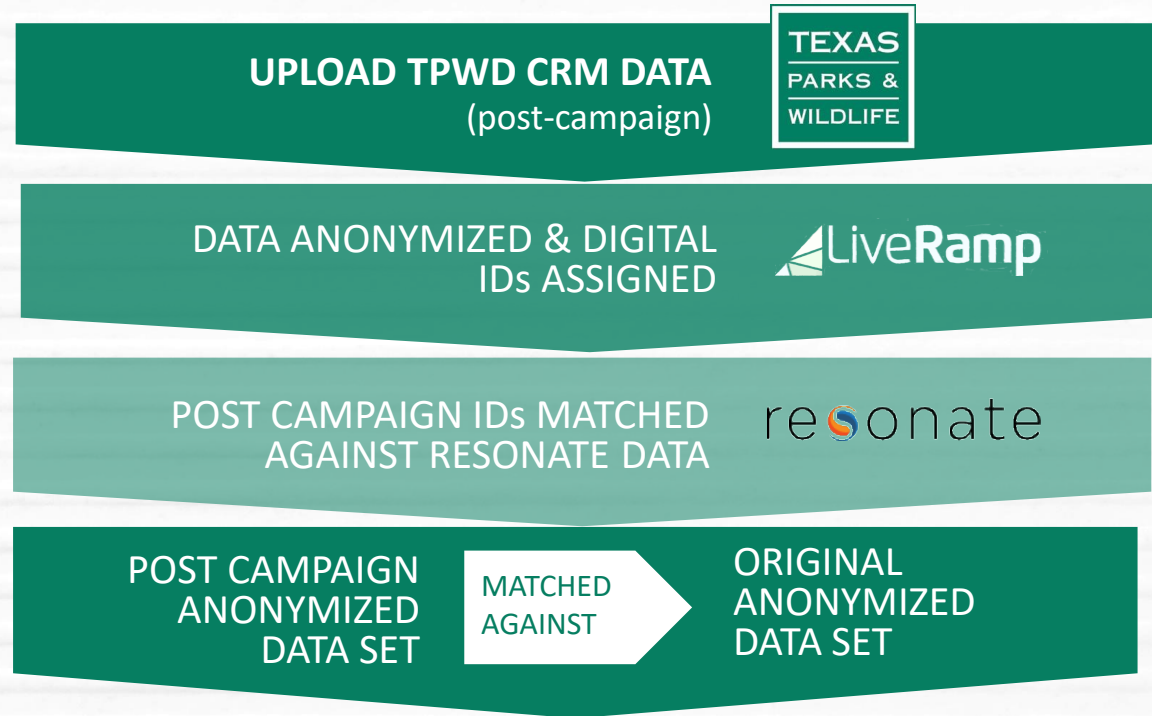 UPLOAD TPWD CRM DATA
(post-campaign)
TEXAS
PARKS &
WILDLIFE
DATA ANONYMIZED & DIGITAL
IDs ASSIGNED
LiveRamp
POST CAMPAIGN IDs MATCHED
AGAINST RESONATE DATA
resonate
POST CAMPAIGN
ANONYMIZED
DATA SET
MATCHED
AGAINST
ORIGINAL
ANONYMIZED
DATA SET